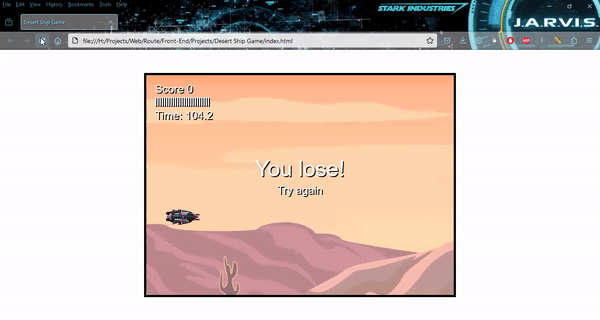 File Edit View History Bookmarks Tools Help
STARK INDUSTRIES
J.A.R.V.I.S.
Desert Ship Game
file:///H:/Projects/Web/Route/Front-End/Projects/Desert Ship Game/index.html
Score 0
Time: 104.2
You lose!
Try again